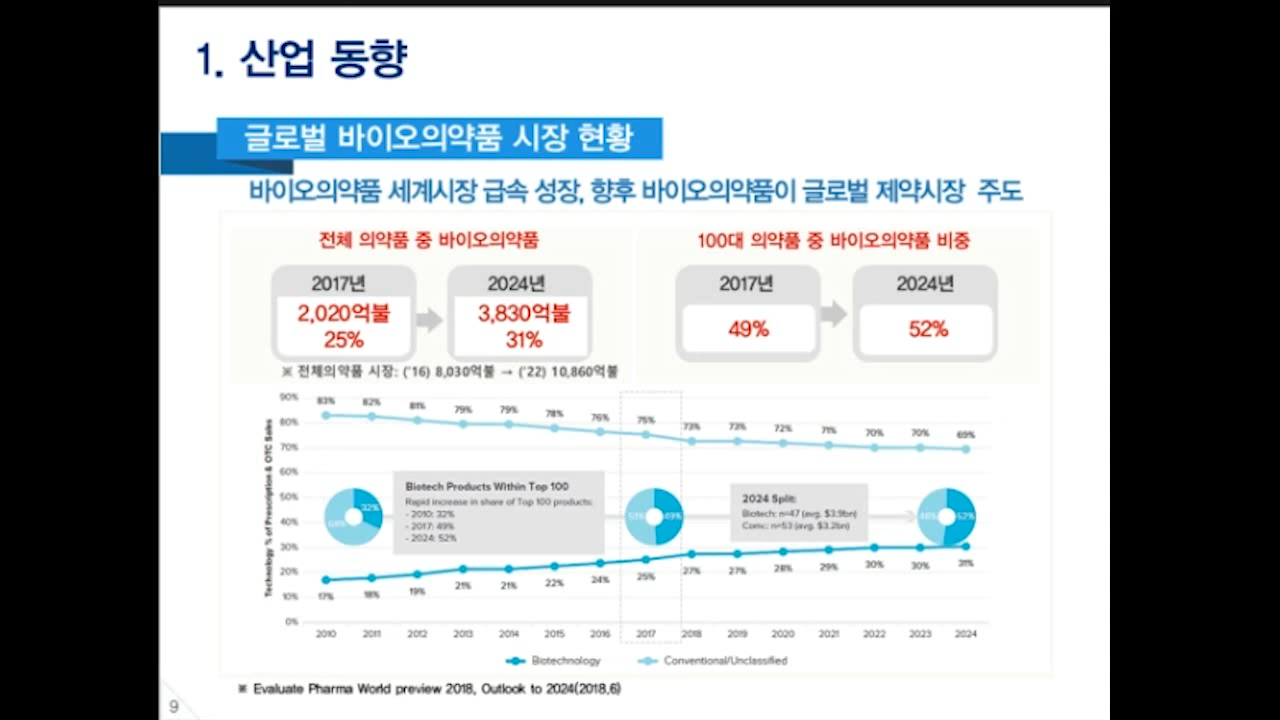 1. 산업 동향
글로벌 바이오의약품 시장 현황
바이오의약품 세계시장 급속 성장, 향후 바이오의약품이 글로벌 제약시장 주도
전체 의약품 중 바이오의약품
2017년
2,020억불
25%
2024년
3,830억불
31%
※ 전체의약품 시장: ('16) 8,030억불 → ('22) 10,860억불
100대 의약품 중 바이오의약품 비중
2017년
49%
2024년
52%
Technology % of Prescription & OTC Sales
90%
80%
70%
60%
50%
40%
30%
20%
10%
0%
83% 82% 81% 79% 79% 78% 76% 75% 73% 73% 72% 71% 70% 70% 69%
Biotech Products Within Top 100
Rapid increase in share of Top 100 products:
- 2010: 32%
- 2017: 49%
- 2024: 52%
32%
68%
51% 49%
2024 Split:
Biotech: n=47 (avg. $3.9bn)
Conv.: n=53 (avg. $3.2bn)
48% 52%
17% 18% 19% 21% 21% 22% 24% 25% 27% 27% 28% 29% 30% 30% 31%
2010 2011 2012 2013 2014 2015 2016 2017 2018 2019 2020 2021 2022 2023 2024
Biotechnology Conventional/Unclassified
※ Evaluate Pharma World preview 2018, Outlook to 2024(2018,6)
9